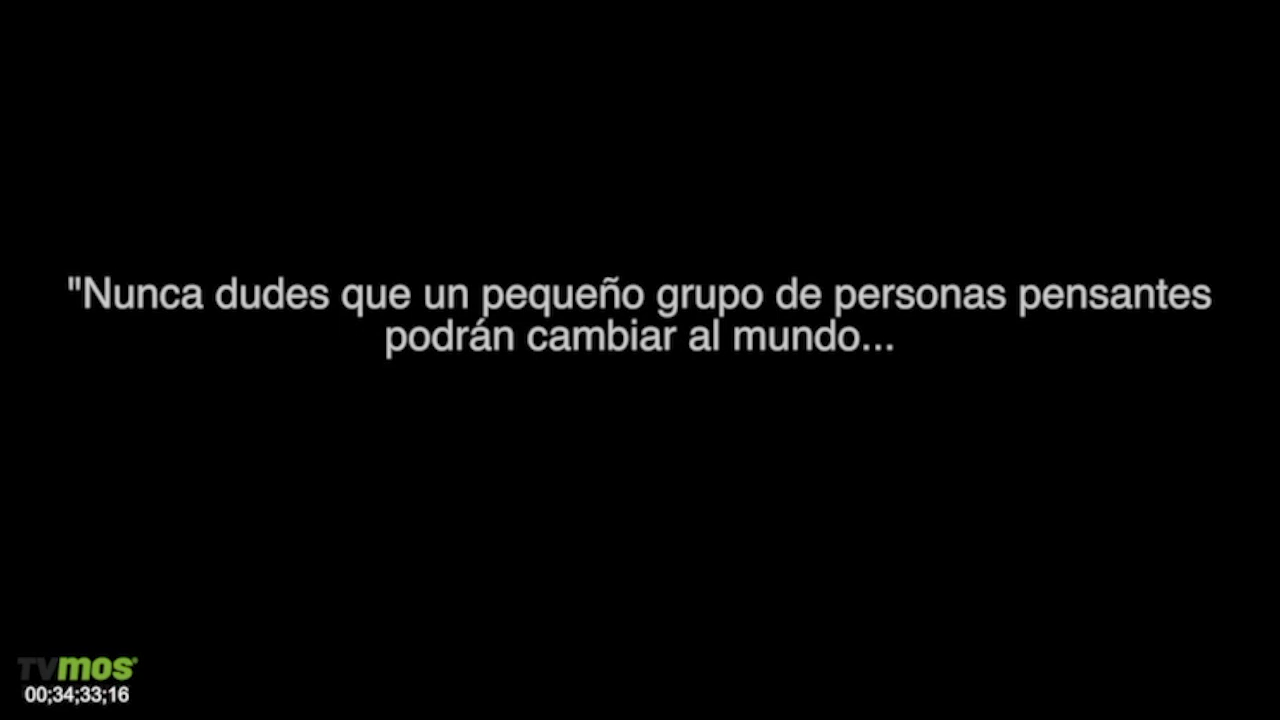 "Nunca dudes que un pequeño grupo de personas pensantes
podrán cambiar al mundo...
TVmos
00;34;33;16